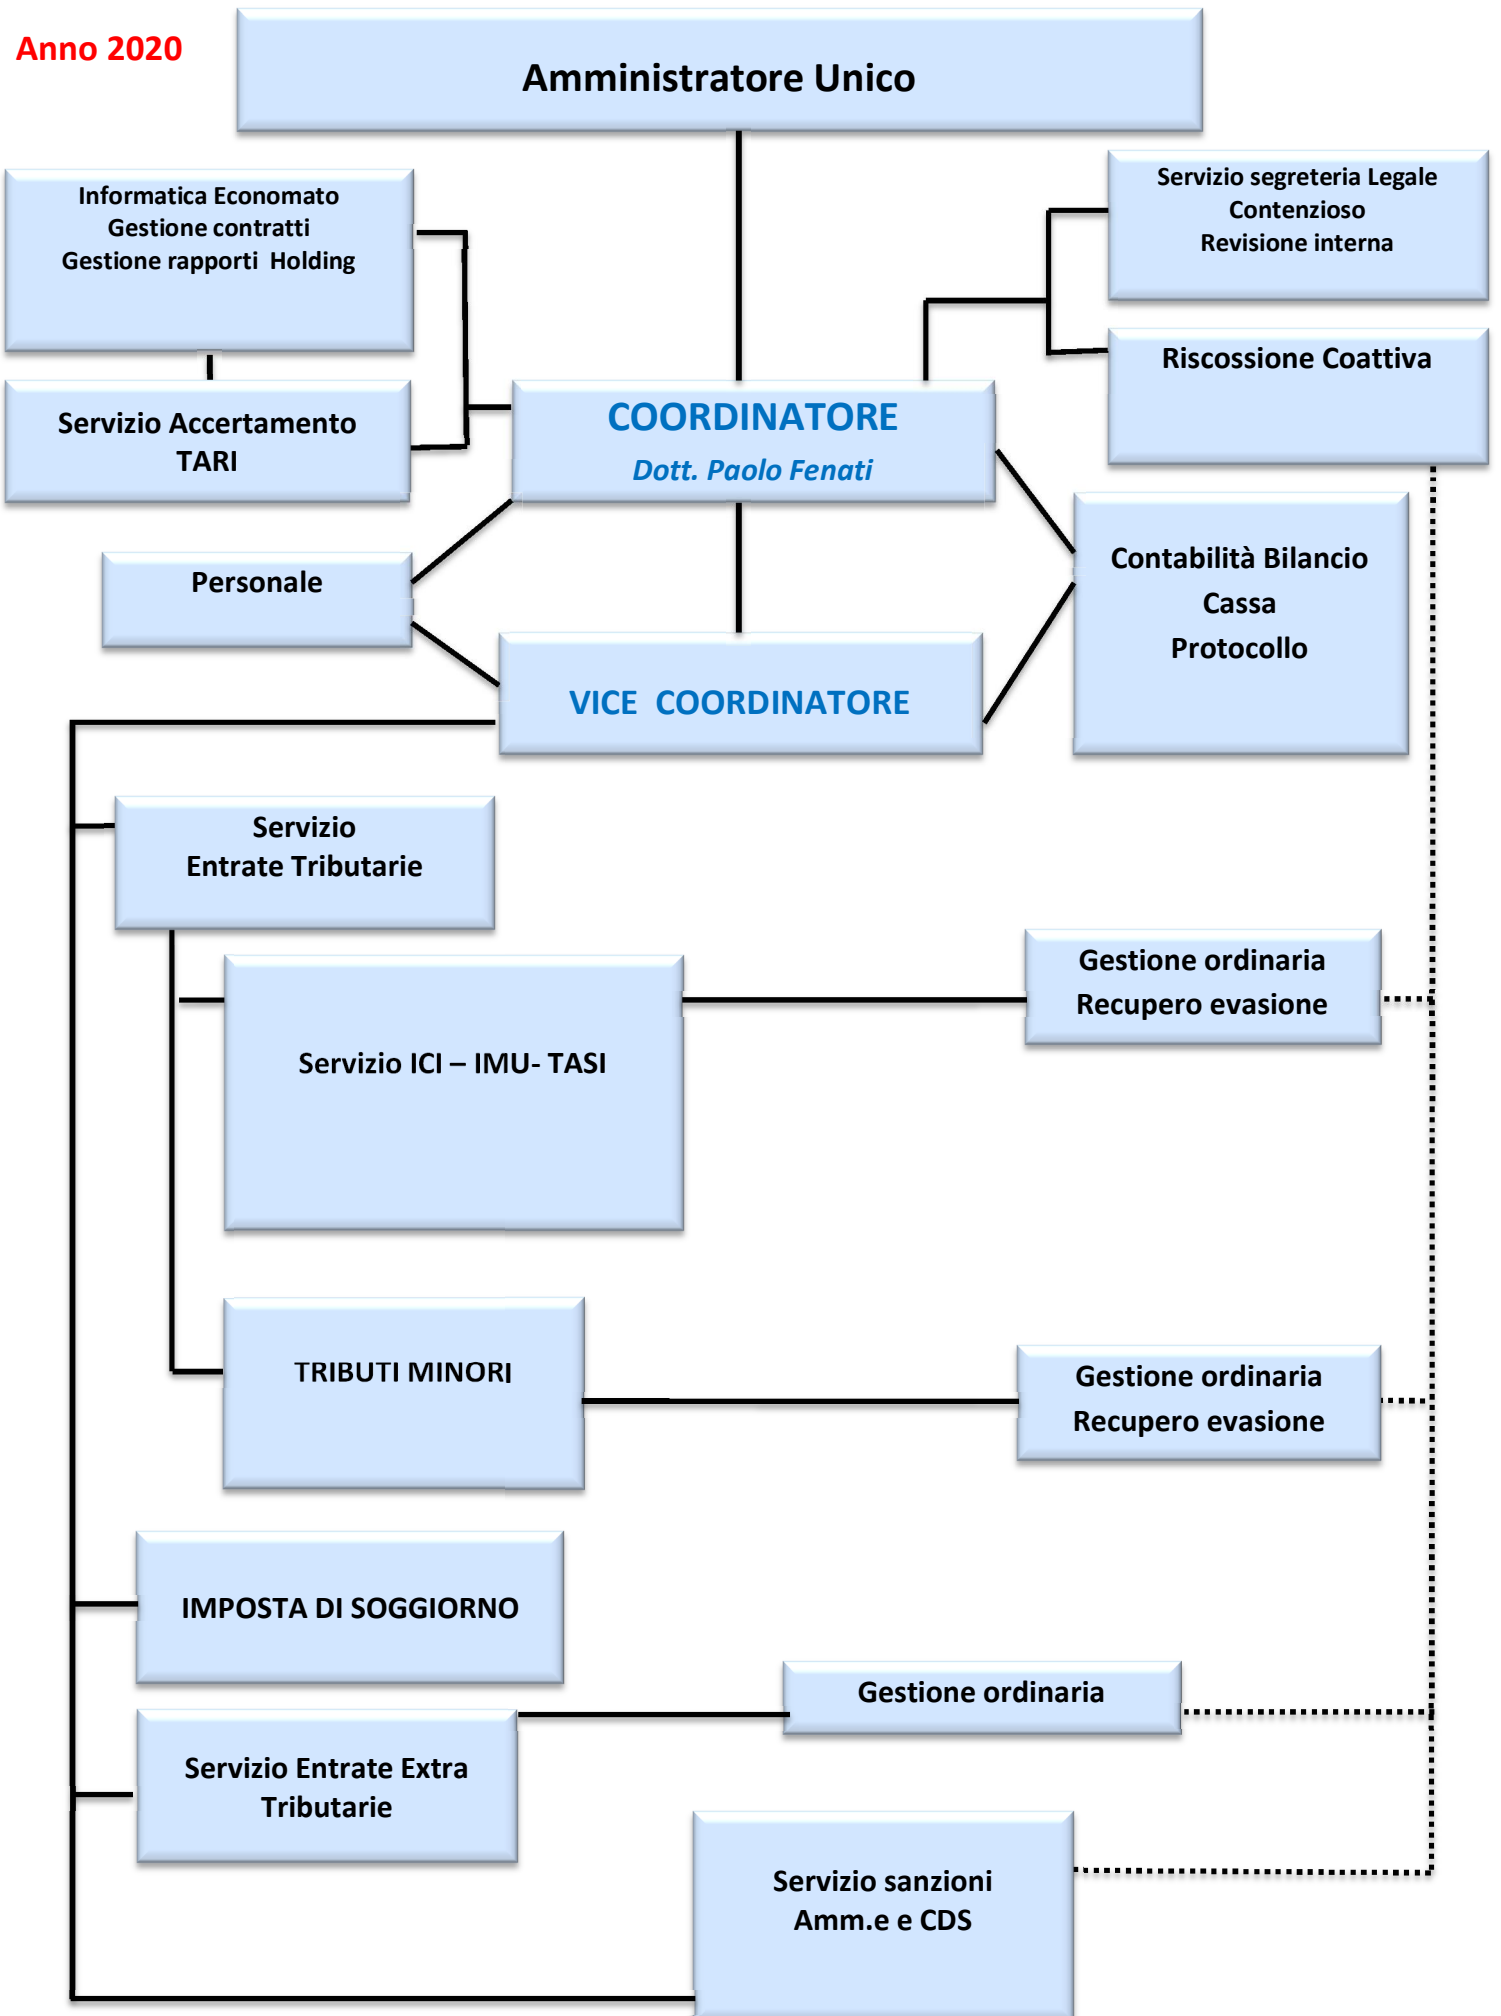 Anno 2020
Amministratore Unico
Informatica Economato
Gestione contratti
Gestione rapporti Holding
Servizio segreteria Legale
Contenzioso
Revisione interna
Riscossione Coattiva
Servizio Accertamento
TARI
COORDINATORE
Dott. Paolo Fenati
Personale
Contabilità Bilancio
Cassa
Protocollo
VICE COORDINATORE
Servizio
Entrate Tributarie
Servizio ICI – IMU- TASI
Gestione ordinaria
Recupero evasione
TRIBUTI MINORI
Gestione ordinaria
Recupero evasione
IMPOSTA DI SOGGIORNO
Gestione ordinaria
Servizio Entrate Extra
Tributarie
Servizio sanzioni
Amm.e e CDS